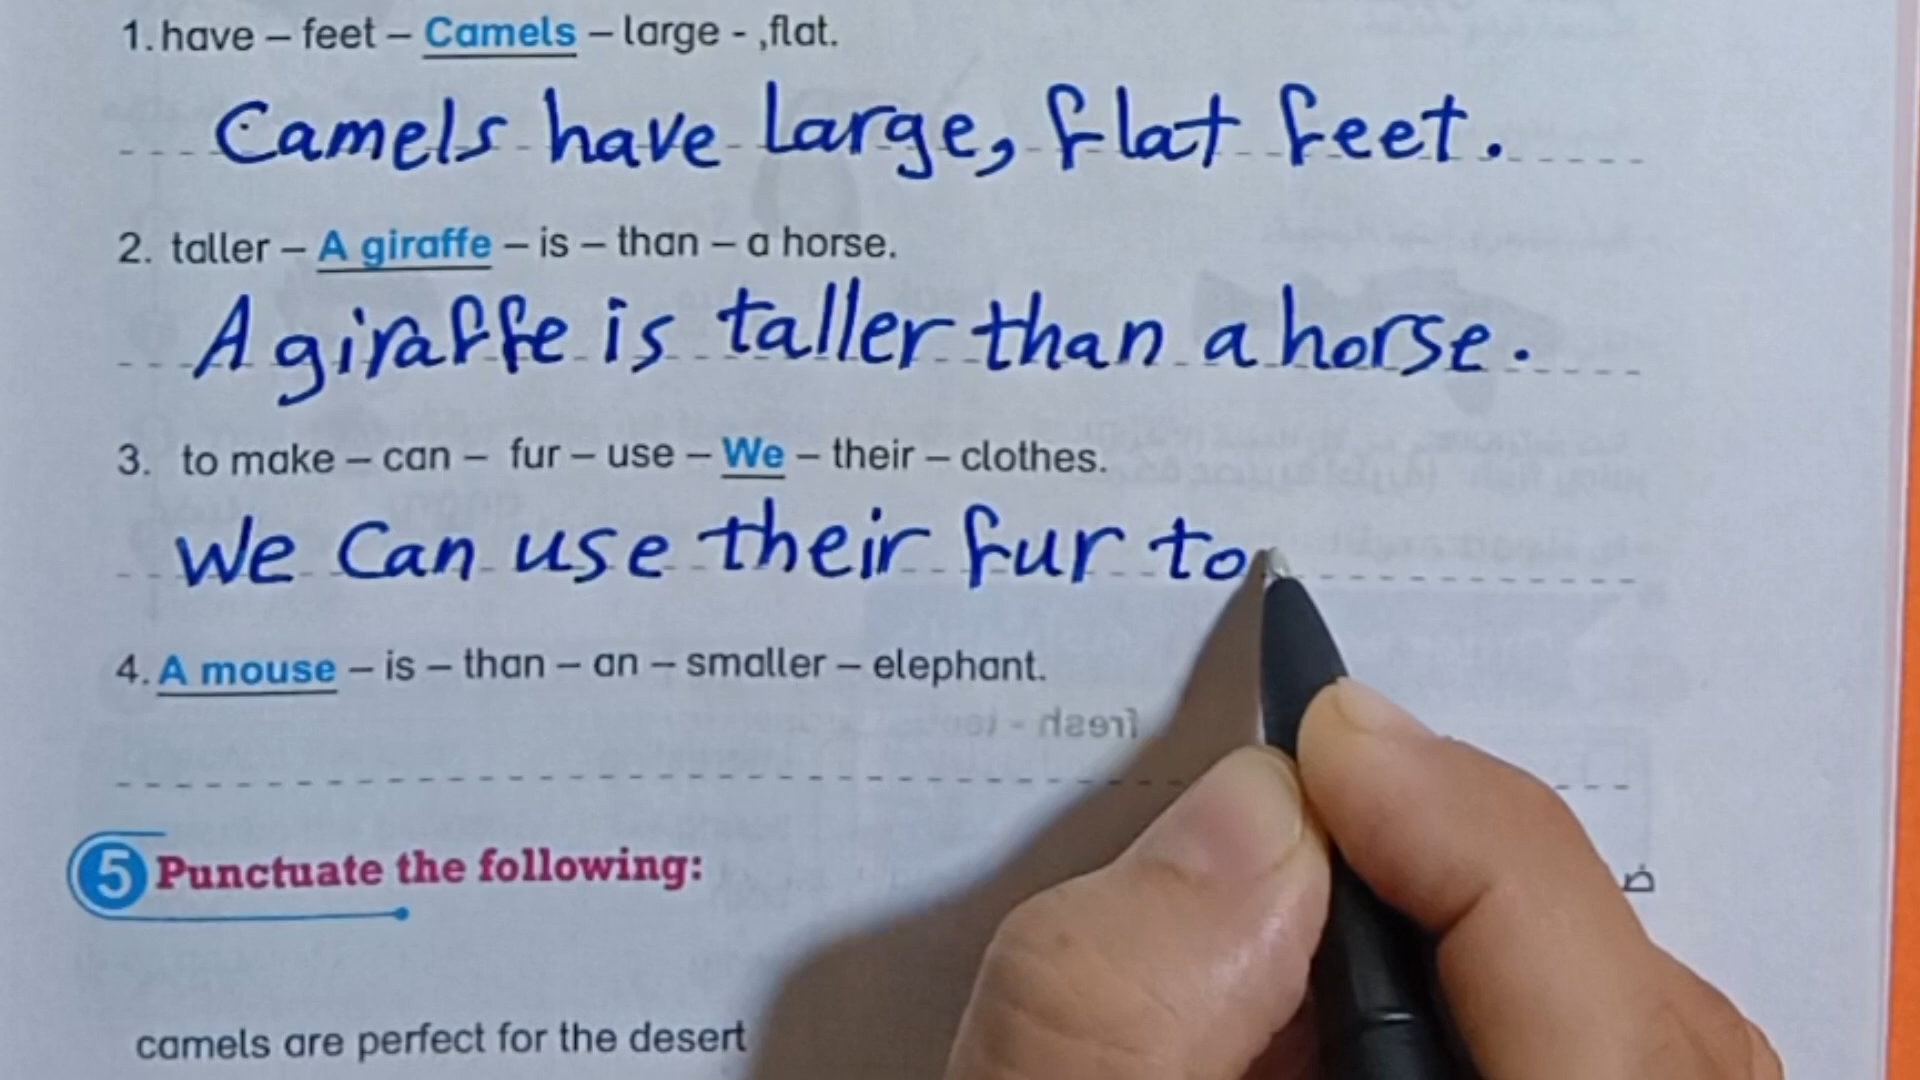 1. have – feet – Camels – large - ,flat.
Camels have large, flat feet.
2. taller – A giraffe – is – than – a horse.
A giraffe is taller than a horse.
3. to make – can – fur – use – We – their – clothes.
We Can use their fur to
4. A mouse – is – than – an – smaller – elephant.
5 Punctuate the following:
camels are perfect for the desert